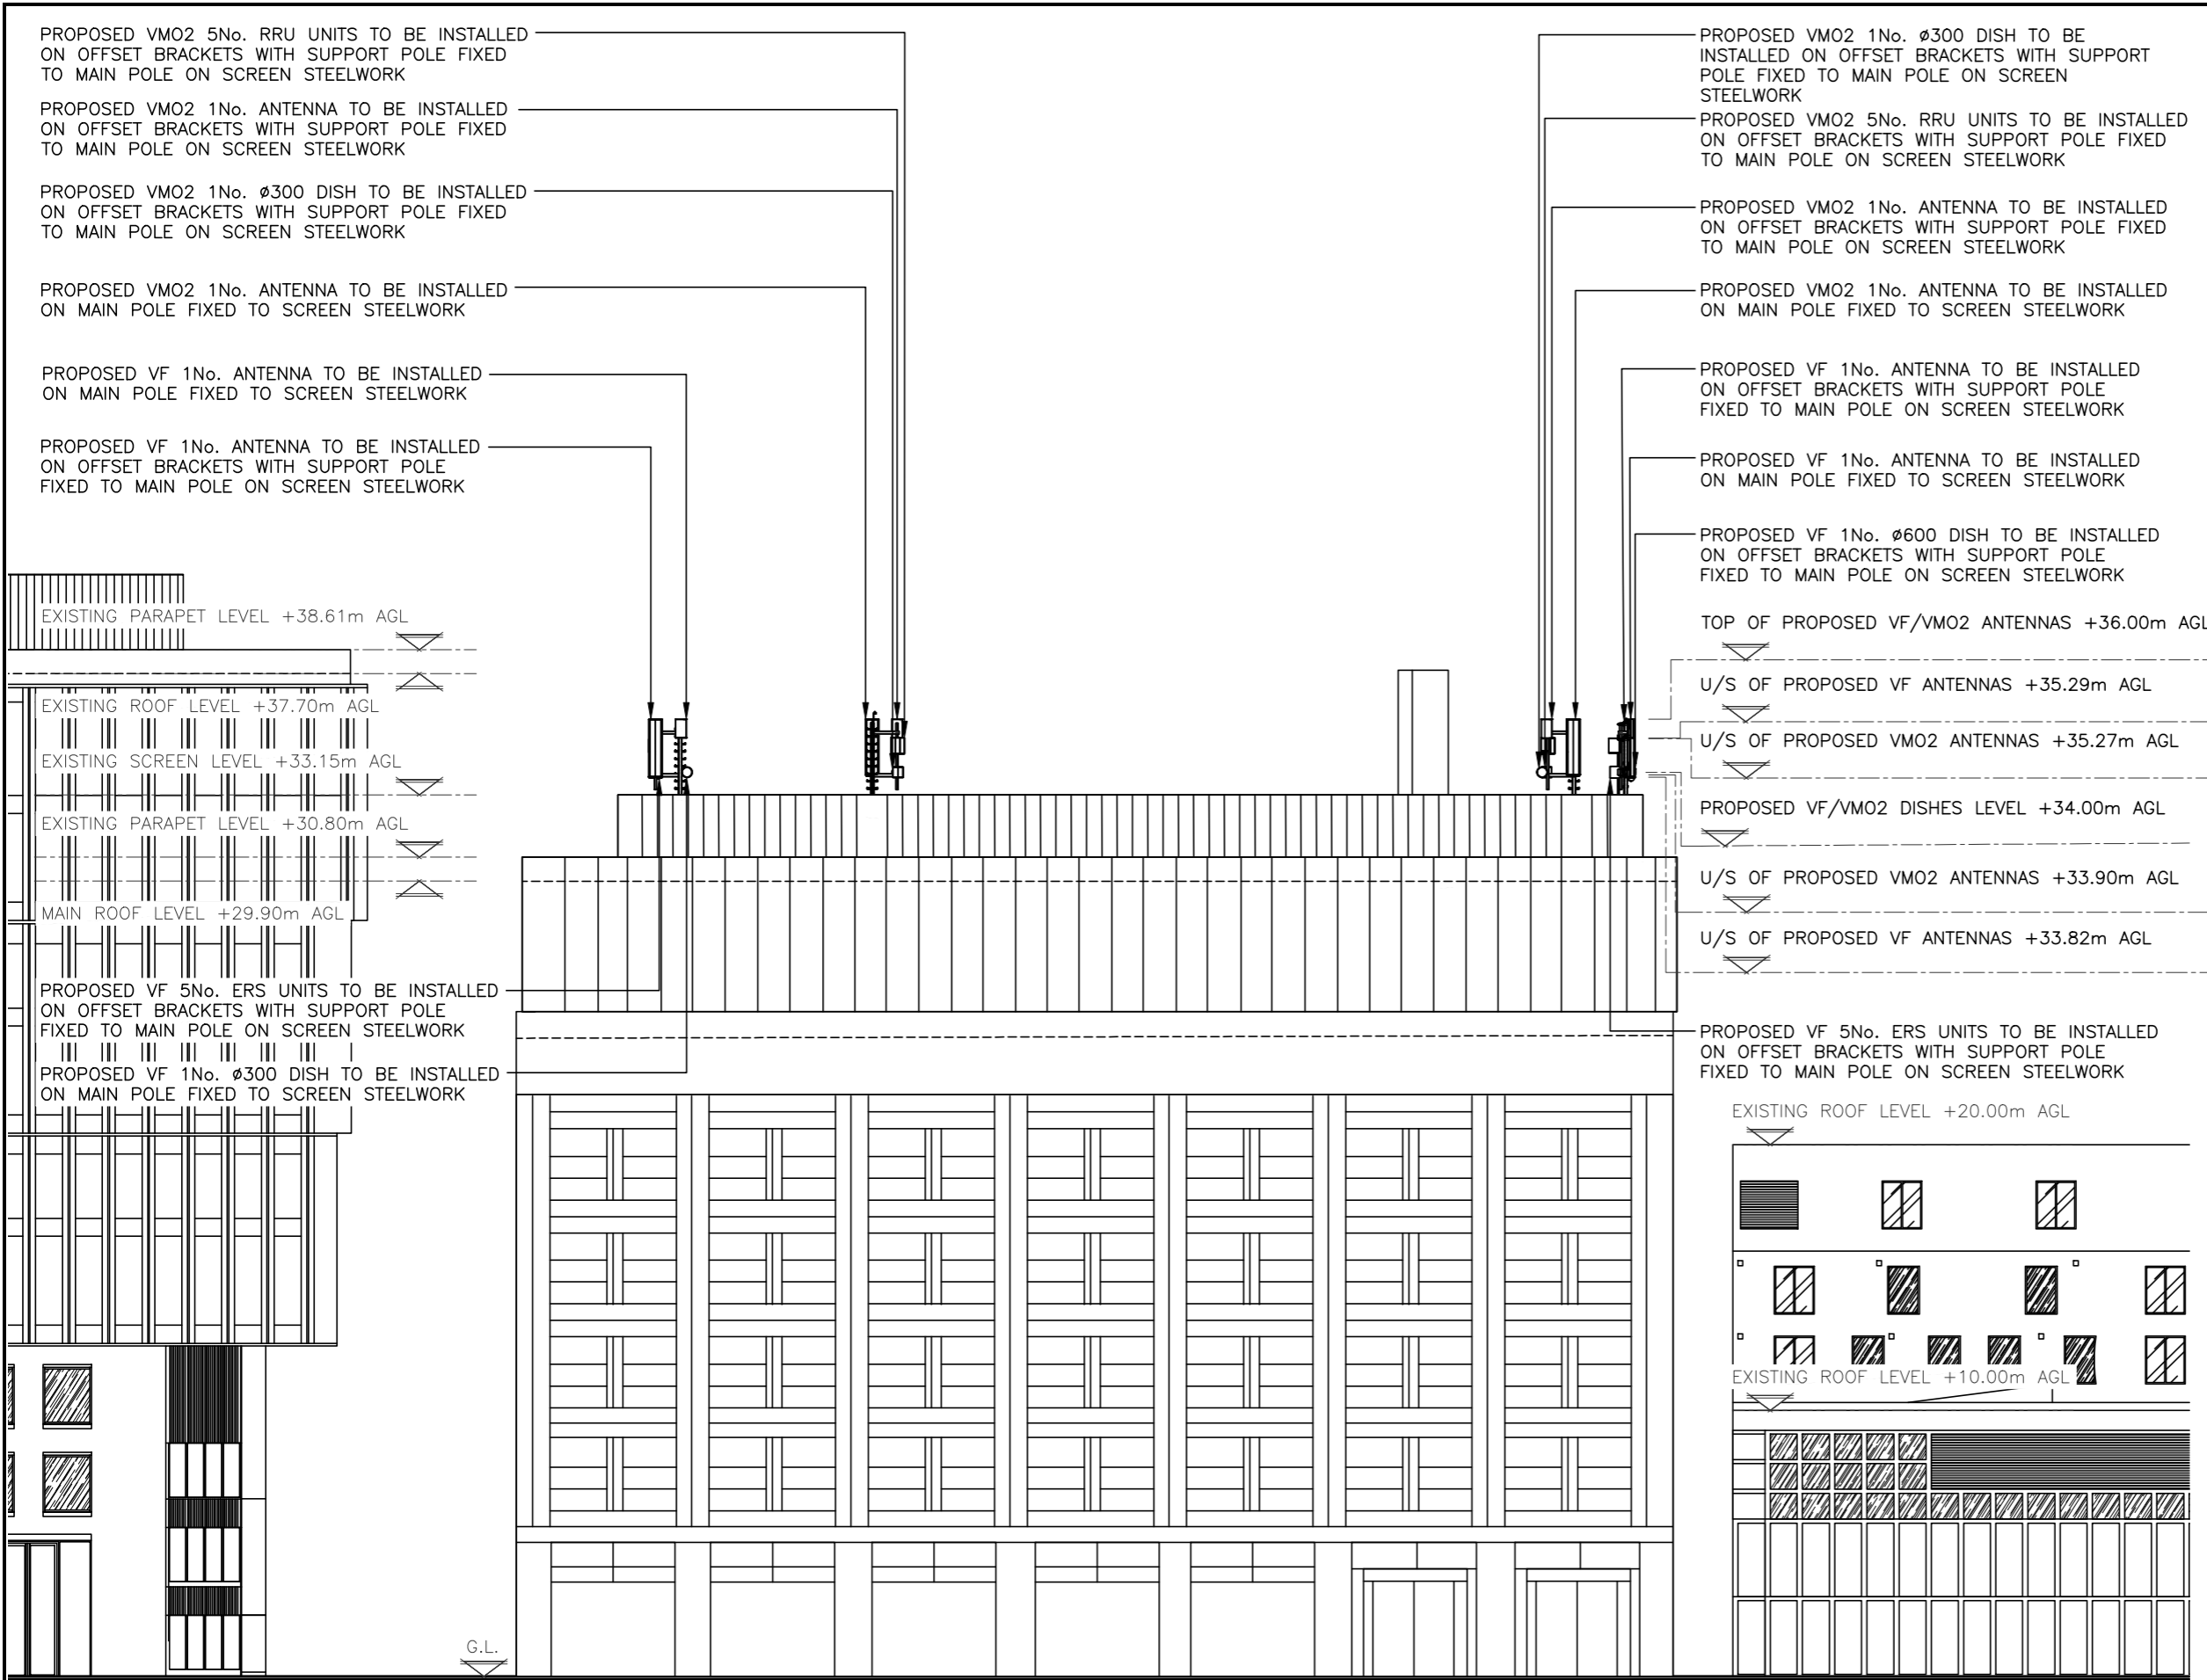 PROPOSED VMO2 5No. RRU UNITS TO BE INSTALLED
ON OFFSET BRACKETS WITH SUPPORT POLE FIXED
TO MAIN POLE ON SCREEN STEELWORK
PROPOSED VMO2 1No. ANTENNA TO BE INSTALLED
ON OFFSET BRACKETS WITH SUPPORT POLE FIXED
TO MAIN POLE ON SCREEN STEELWORK
PROPOSED VMO2 1No. ø300 DISH TO BE INSTALLED
ON OFFSET BRACKETS WITH SUPPORT POLE FIXED
TO MAIN POLE ON SCREEN STEELWORK
PROPOSED VMO2 1No. ANTENNA TO BE INSTALLED
ON MAIN POLE FIXED TO SCREEN STEELWORK
PROPOSED VF 1No. ANTENNA TO BE INSTALLED
ON MAIN POLE FIXED TO SCREEN STEELWORK
PROPOSED VF 1No. ANTENNA TO BE INSTALLED
ON OFFSET BRACKETS WITH SUPPORT POLE
FIXED TO MAIN POLE ON SCREEN STEELWORK
EXISTING PARAPET LEVEL +38.61m AGL
EXISTING ROOF LEVEL +37.70m AGL
EXISTING SCREEN LEVEL +33.15m AGL
EXISTING PARAPET LEVEL +30.80m AGL
MAIN ROOF LEVEL +29.90m AGL
PROPOSED VF 5No. ERS UNITS TO BE INSTALLED
ON OFFSET BRACKETS WITH SUPPORT POLE
FIXED TO MAIN POLE ON SCREEN STEELWORK
PROPOSED VF 1No. ø300 DISH TO BE INSTALLED
ON MAIN POLE FIXED TO SCREEN STEELWORK
G.L.
PROPOSED VMO2 1No. ø300 DISH TO BE
INSTALLED ON OFFSET BRACKETS WITH SUPPORT
POLE FIXED TO MAIN POLE ON SCREEN
STEELWORK
PROPOSED VMO2 5No. RRU UNITS TO BE INSTALLED
ON OFFSET BRACKETS WITH SUPPORT POLE FIXED
TO MAIN POLE ON SCREEN STEELWORK
PROPOSED VMO2 1No. ANTENNA TO BE INSTALLED
ON OFFSET BRACKETS WITH SUPPORT POLE FIXED
TO MAIN POLE ON SCREEN STEELWORK
PROPOSED VMO2 1No. ANTENNA TO BE INSTALLED
ON MAIN POLE FIXED TO SCREEN STEELWORK
PROPOSED VF 1No. ANTENNA TO BE INSTALLED
ON OFFSET BRACKETS WITH SUPPORT POLE
FIXED TO MAIN POLE ON SCREEN STEELWORK
PROPOSED VF 1No. ANTENNA TO BE INSTALLED
ON MAIN POLE FIXED TO SCREEN STEELWORK
PROPOSED VF 1No. ø600 DISH TO BE INSTALLED
ON OFFSET BRACKETS WITH SUPPORT POLE
FIXED TO MAIN POLE ON SCREEN STEELWORK
TOP OF PROPOSED VF/VMO2 ANTENNAS +36.00m AGL
U/S OF PROPOSED VF ANTENNAS +35.29m AGL
U/S OF PROPOSED VMO2 ANTENNAS +35.27m AGL
PROPOSED VF/VMO2 DISHES LEVEL +34.00m AGL
U/S OF PROPOSED VMO2 ANTENNAS +33.90m AGL
U/S OF PROPOSED VF ANTENNAS +33.82m AGL
PROPOSED VF 5No. ERS UNITS TO BE INSTALLED
ON OFFSET BRACKETS WITH SUPPORT POLE
FIXED TO MAIN POLE ON SCREEN STEELWORK
EXISTING ROOF LEVEL +20.00m AGL
EXISTING ROOF LEVEL +10.00m AGL